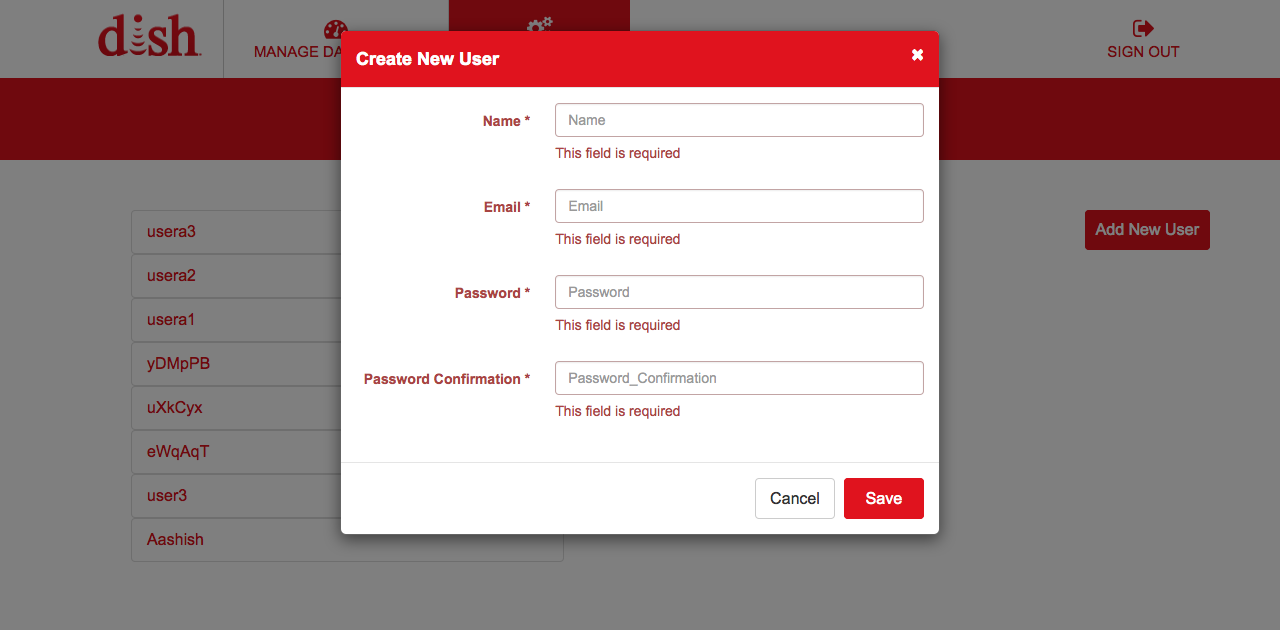 dish
MANAGE DA
SIGN OUT
Create New User
Name *
Name
This field is required
Email *
Email
This field is required
Password *
Password
This field is required
Password Confirmation *
Password_Confirmation
This field is required
Cancel
Save
usera3
usera2
usera1
yDMpPB
uXkCyx
eWqAqT
user3
Aashish
Add New User